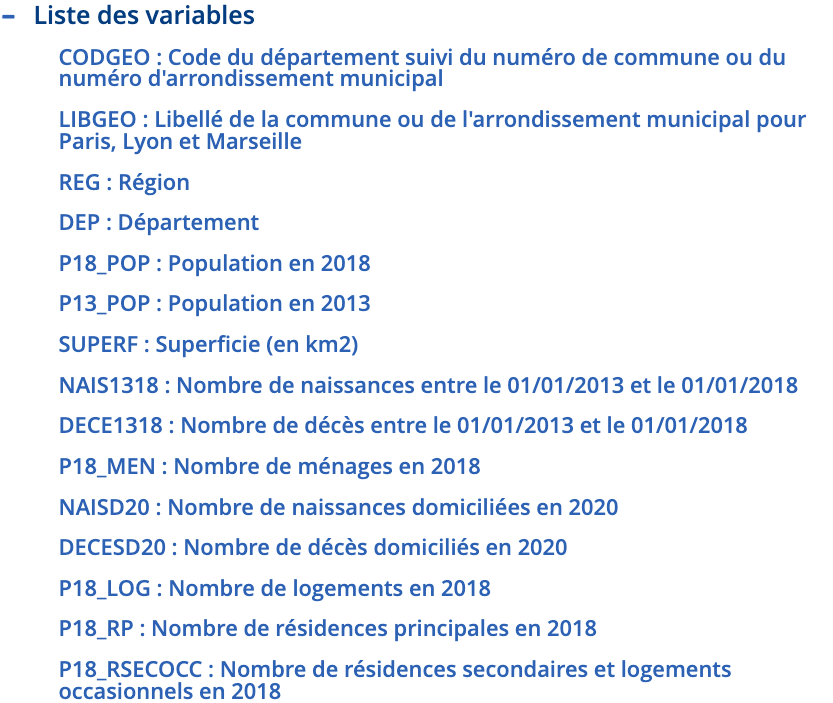 – Liste des variables
CODGEO : Code du département suivi du numéro de commune ou du
numéro d'arrondissement municipal
LIBGEO : Libellé de la commune ou de l'arrondissement municipal pour
Paris, Lyon et Marseille
REG : Région
DEP : Département
P18_POP : Population en 2018
P13_POP : Population en 2013
SUPERF : Superficie (en km2)
NAIS1318 : Nombre de naissances entre le 01/01/2013 et le 01/01/2018
DECE1318 : Nombre de décès entre le 01/01/2013 et le 01/01/2018
P18_MEN : Nombre de ménages en 2018
NAISD20 : Nombre de naissances domiciliées en 2020
DECESD20 : Nombre de décès domiciliés en 2020
P18_LOG : Nombre de logements en 2018
P18_RP : Nombre de résidences principales en 2018
P18_RSECOCC : Nombre de résidences secondaires et logements
occasionnels en 2018